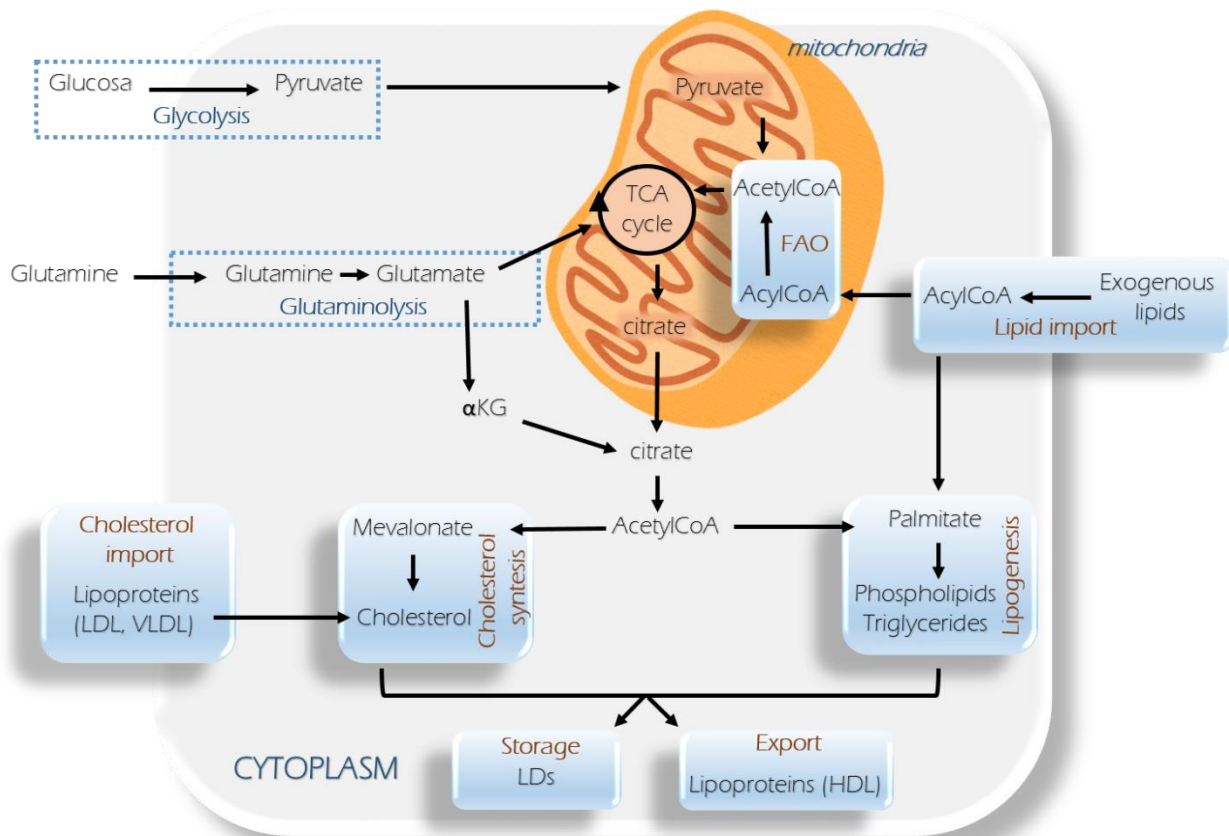 mitochondria
Glucosa
Pyruvate
Glycolysis
Pyruvate
TCA
cycle
AcetylCoA
FAO
AcylCoA
Glutamine
Glutamine
Glutamate
Glutaminolysis
AcylCoA
Exogenous
lipids
Lipid import
citrate
αKG
citrate
AcetylCoA
Cholesterol
import
Lipoproteins
(LDL, VLDL)
Mevalonate
Cholesterol
Cholesterol
syntesis
Palmitate
Phospholipids
Triglycerides
Lipogenesis
CYTOPLASM
Storage
LDs
Export
Lipoproteins (HDL)